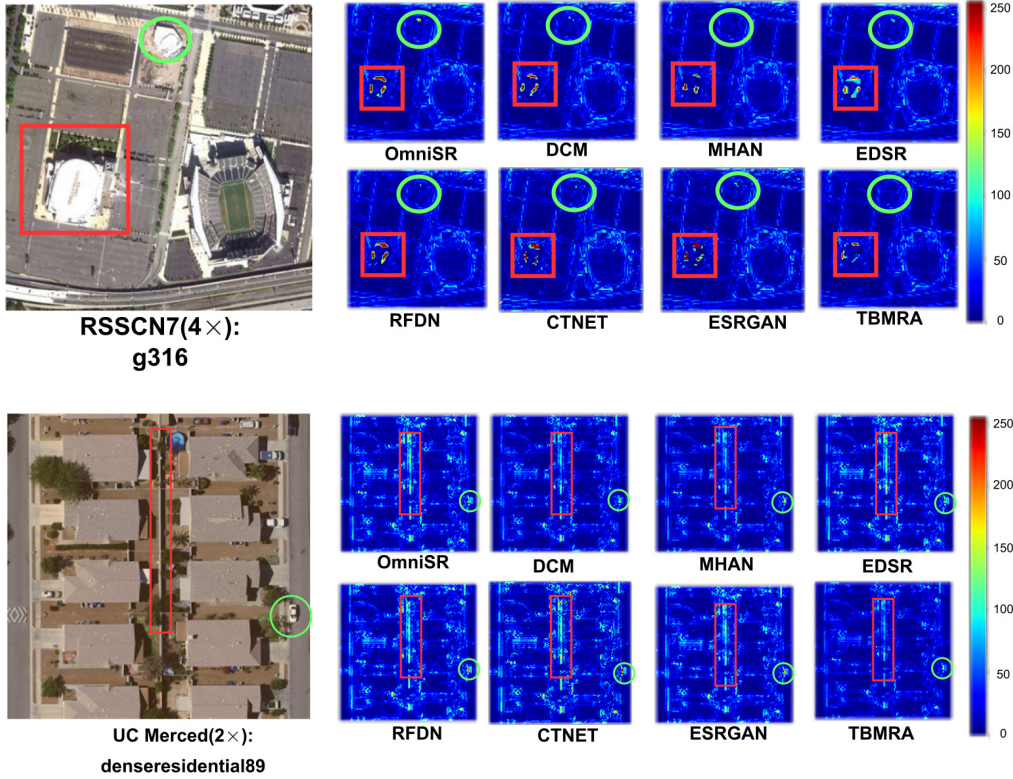 250
200
150
100
50
0
OmniSR DCM MHAN EDSR
RFDN CTNET ESRGAN TBMRA
RSSCN7(4×):
g316
250
200
150
100
50
0
OmniSR DCM MHAN EDSR
RFDN CTNET ESRGAN TBMRA
UC Merced(2×):
denseresidential89